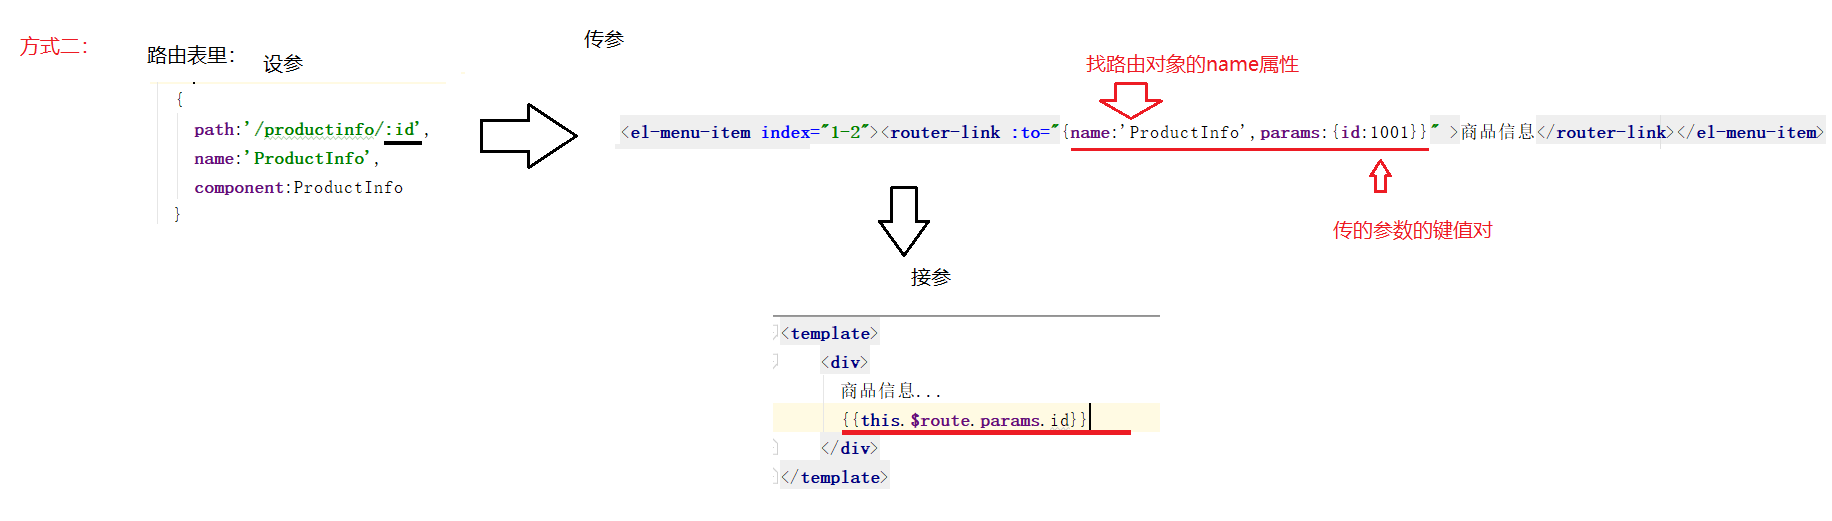 方式二：
路由表里：
设参
{
path:'/productinfo/:id',
name:'ProductInfo',
component:ProductInfo
}
传参
找路由对象的name属性
<el-menu-item index="1-2"><router-link :to="{name:'ProductInfo',params:{id:1001}}" >商品信息</router-link></el-menu-item>
传的参数的键值对
接参
<template>
<div>
商品信息...
{{this.$route.params.id}}
</div>
</template>